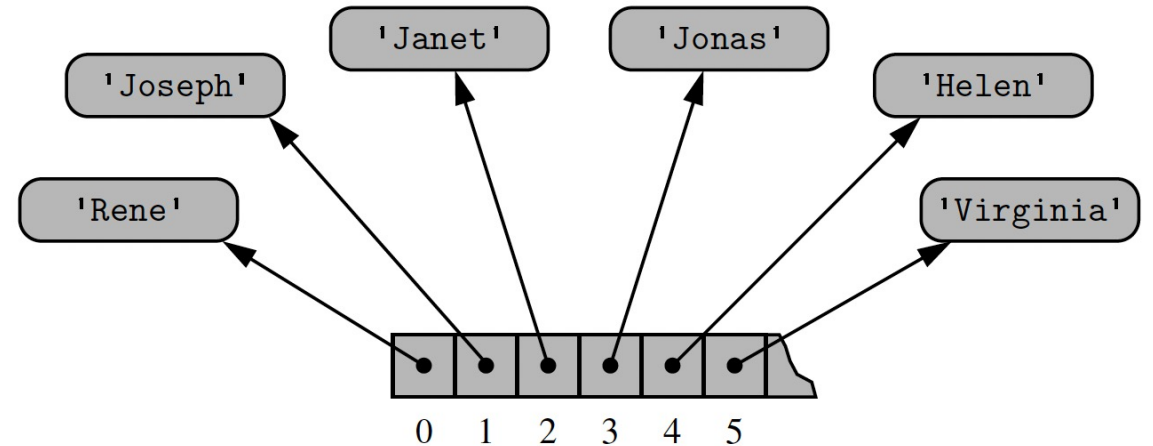 'Janet'
'Jonas'
'Joseph'
'Helen'
'Rene'
'Virginia'
0 1 2 3 4 5